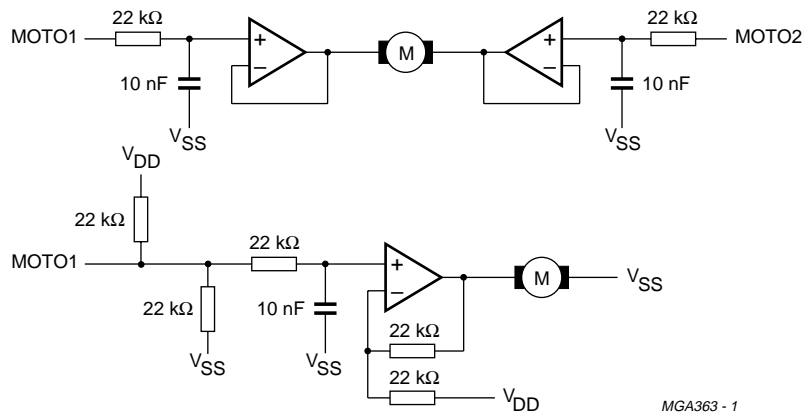 22 kΩ 22 kΩ
MOTO1 MOTO2
+ +
M
− −
10 nF 10 nF
VSS VSS
VDD
22 kΩ
22 kΩ
MOTO1 +
M VSS
−
22 kΩ 10 nF
22 kΩ
VSS VSS
22 kΩ
VDD
MGA363 - 1